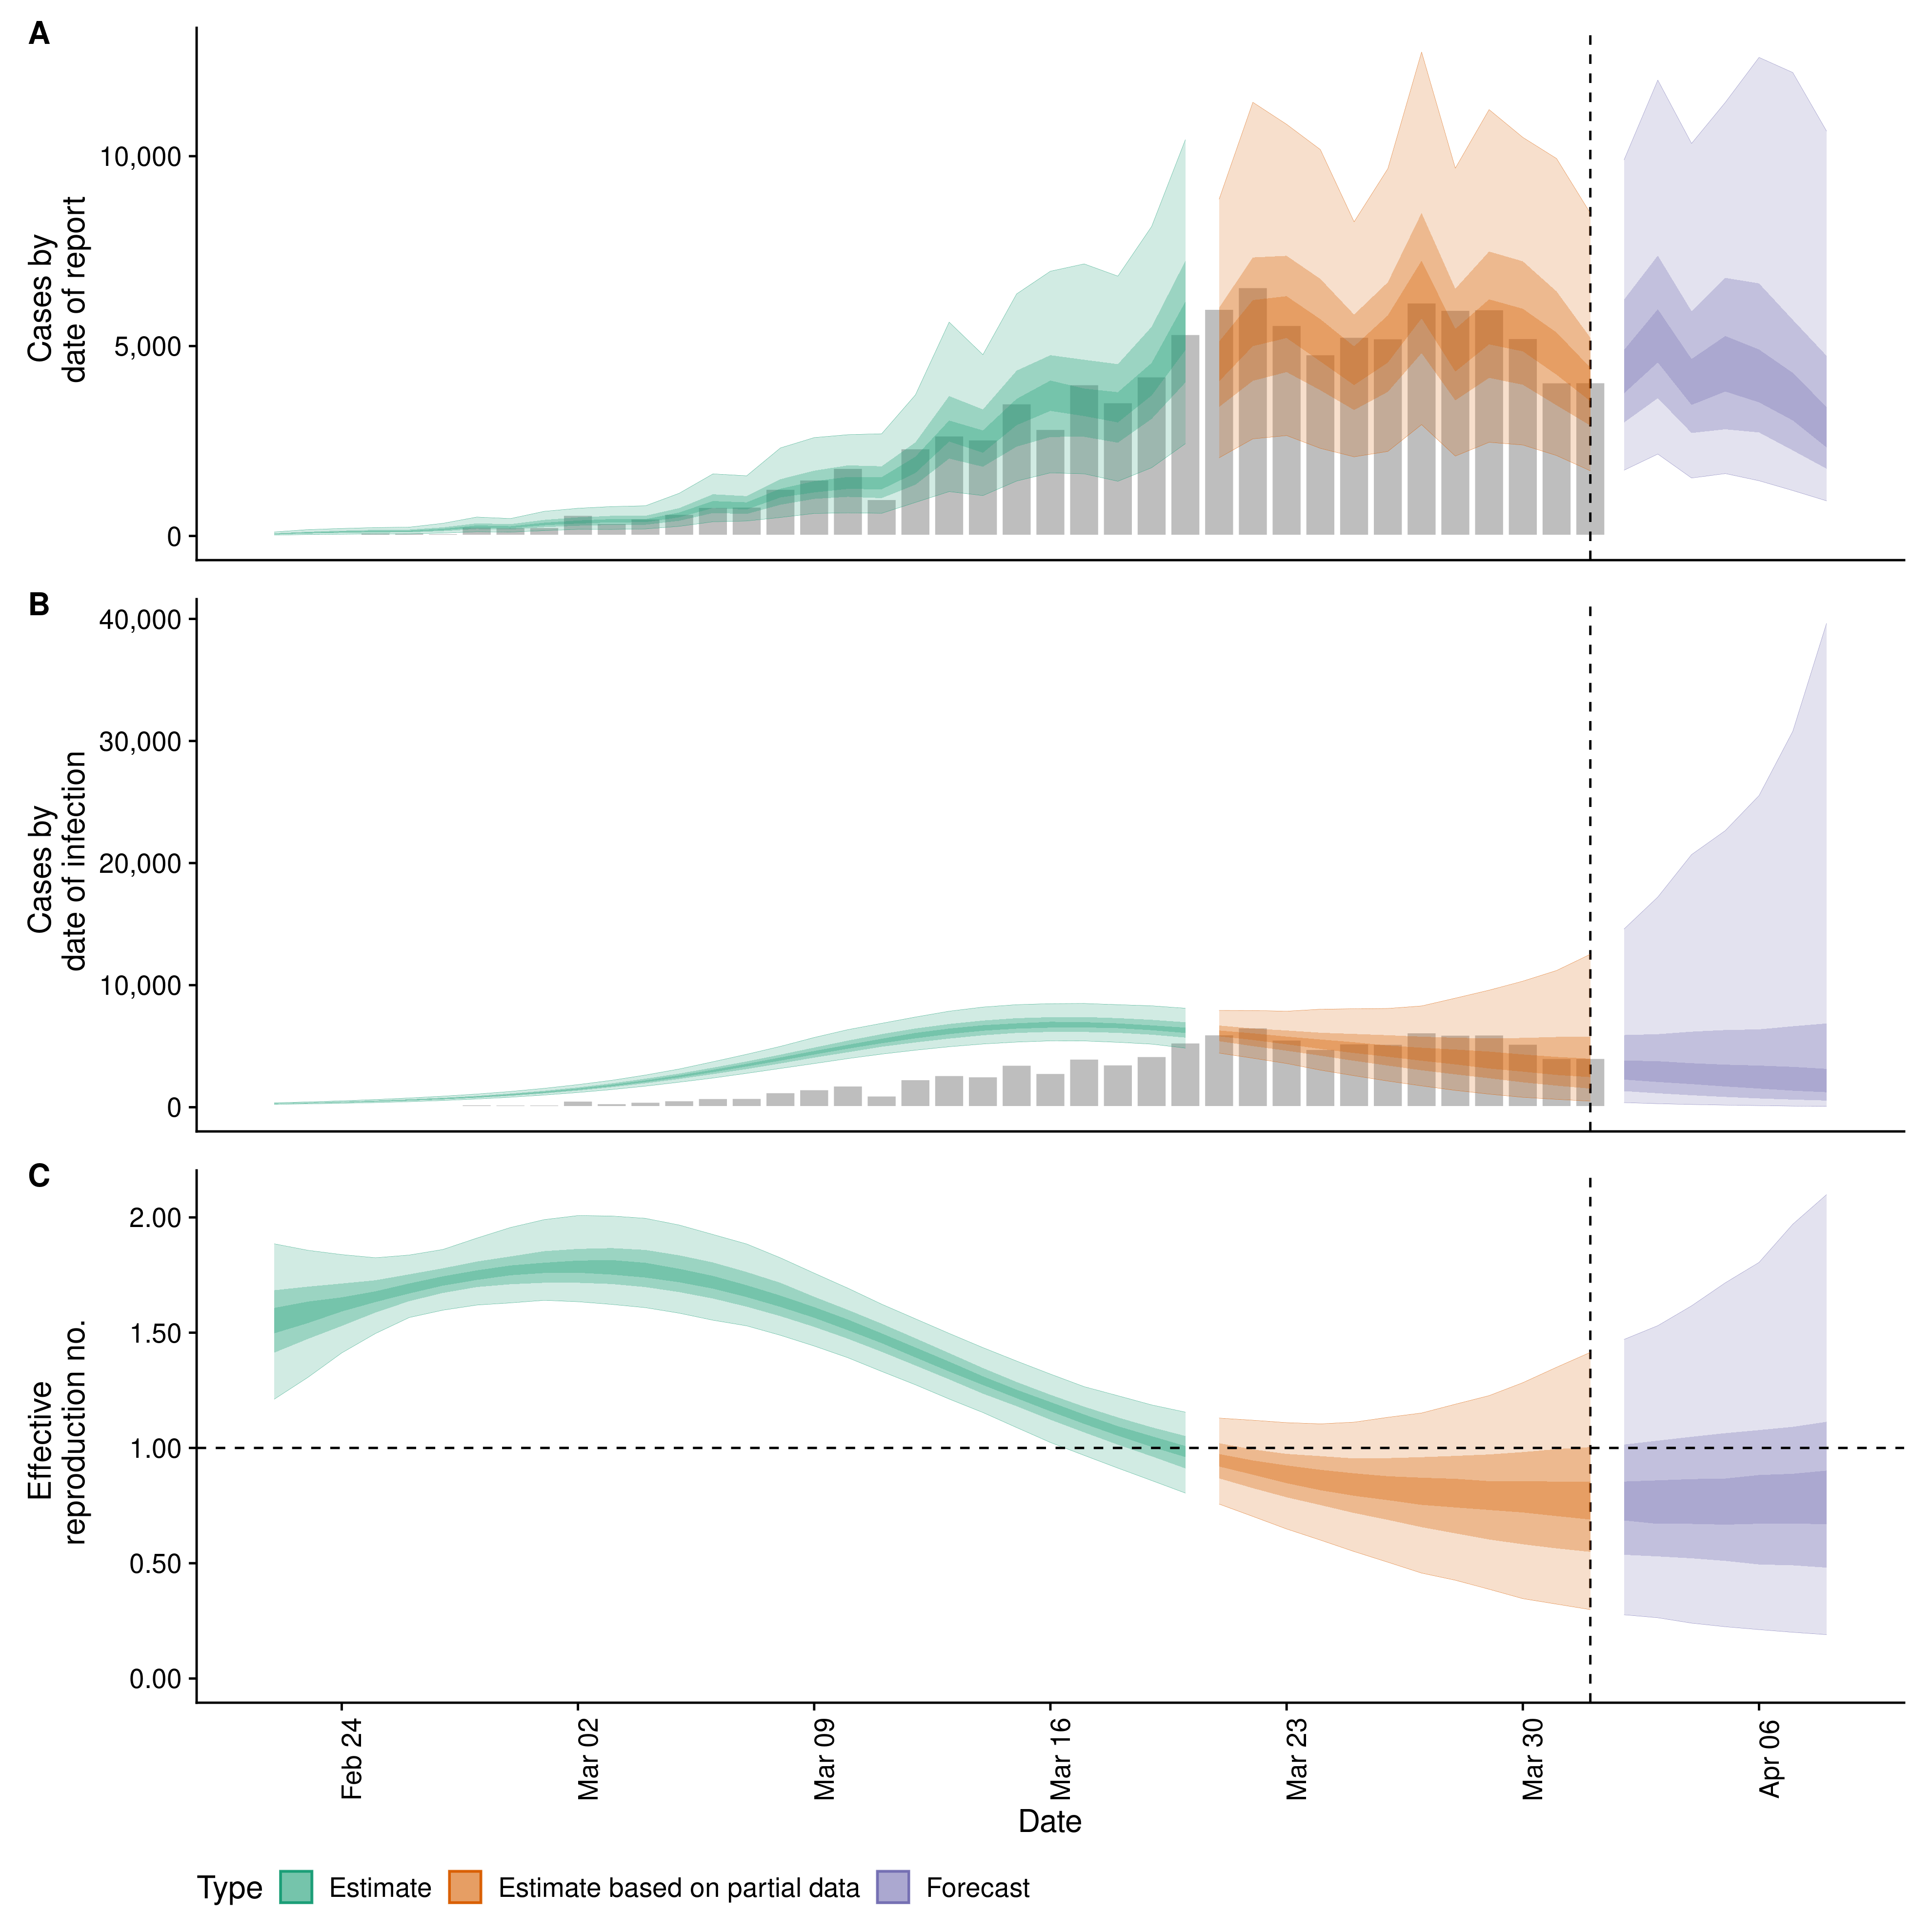 A
Cases by
date of report
10,000
5,000
0
B
Cases by
date of infection
40,000
30,000
20,000
10,000
0
C
Effective
reproduction no.
2.00
1.50
1.00
0.50
0.00
Feb 24
Mar 02
Mar 09
Mar 16
Mar 23
Mar 30
Apr 06
Date
Type Estimate Estimate based on partial data Forecast